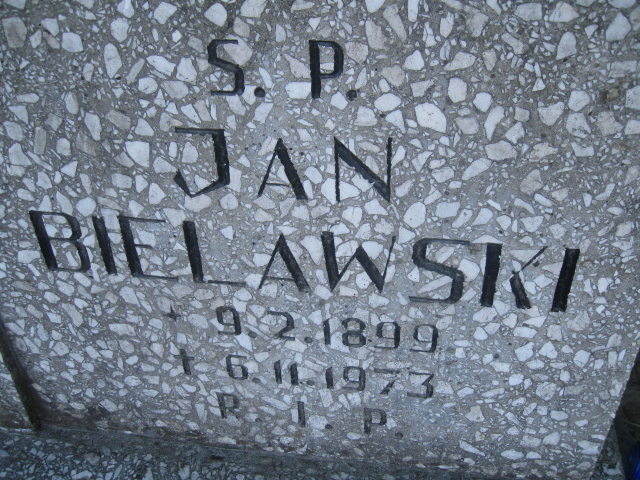 S. P.
JAN
BIELAWSKI
* 9.2.1899
† 6.11.1973
R. I. P.